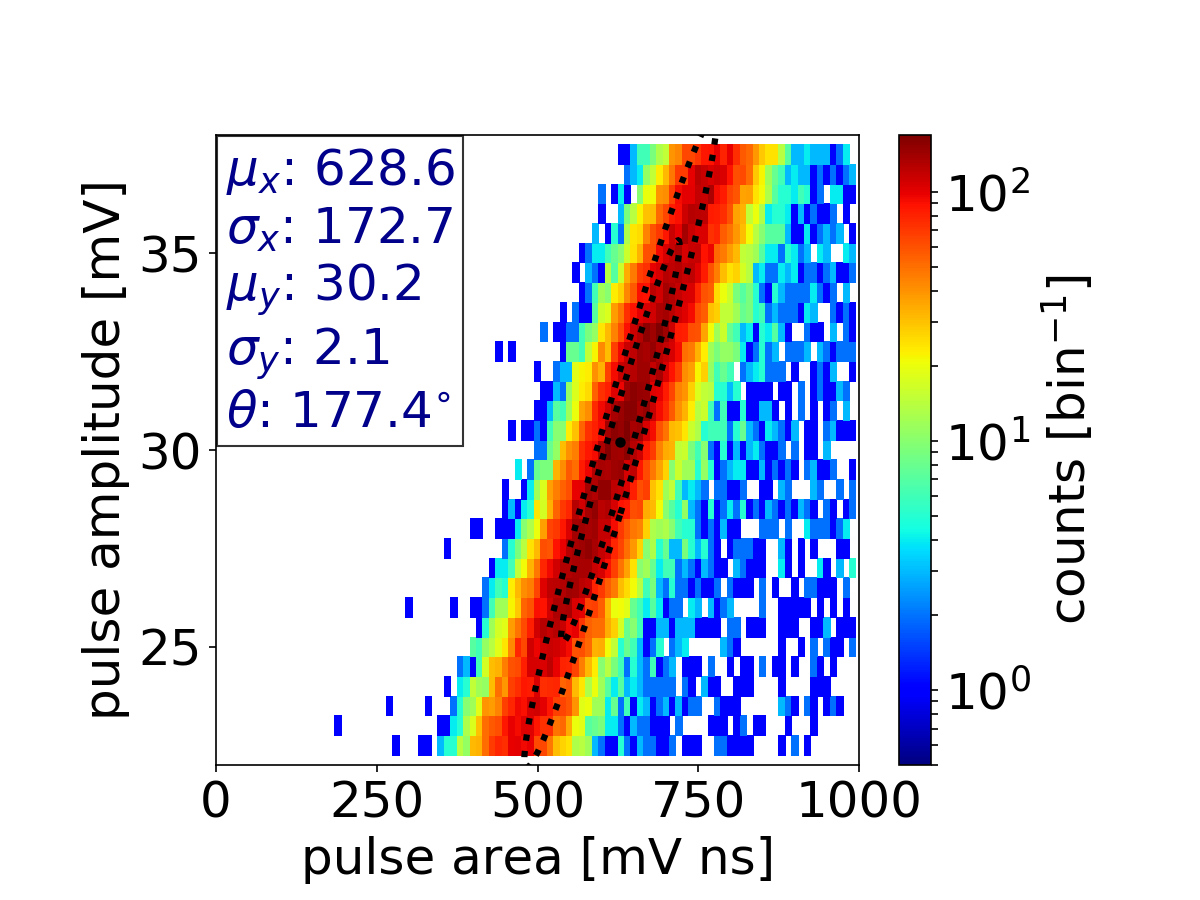 μx: 628.6
σx: 172.7
μy: 30.2
σy: 2.1
θ: 177.4°
35
30
25
pulse amplitude [mV]
0 250 500 750 1000
pulse area [mV ns]
10²
10¹
10⁰
counts [bin⁻¹]